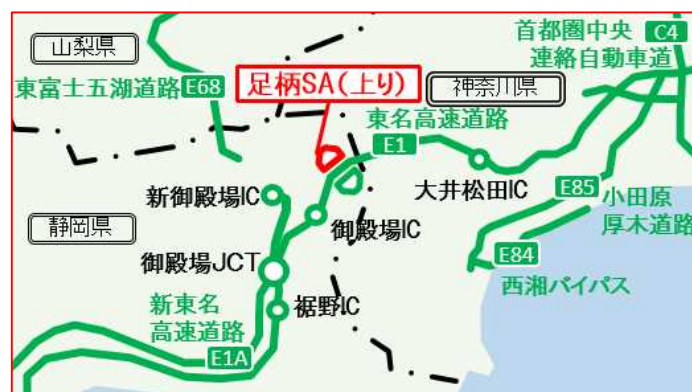 首都圏中央
連絡自動車道
C4
山梨県
東富士五湖道路
E68
足柄SA(上り)
神奈川県
東名高速道路
E1
大井松田IC
新御殿場IC
御殿場IC
E85
小田原
厚木道路
静岡県
御殿場JCT
E84
西湘バイパス
新東名
高速道路
裾野IC
E1A